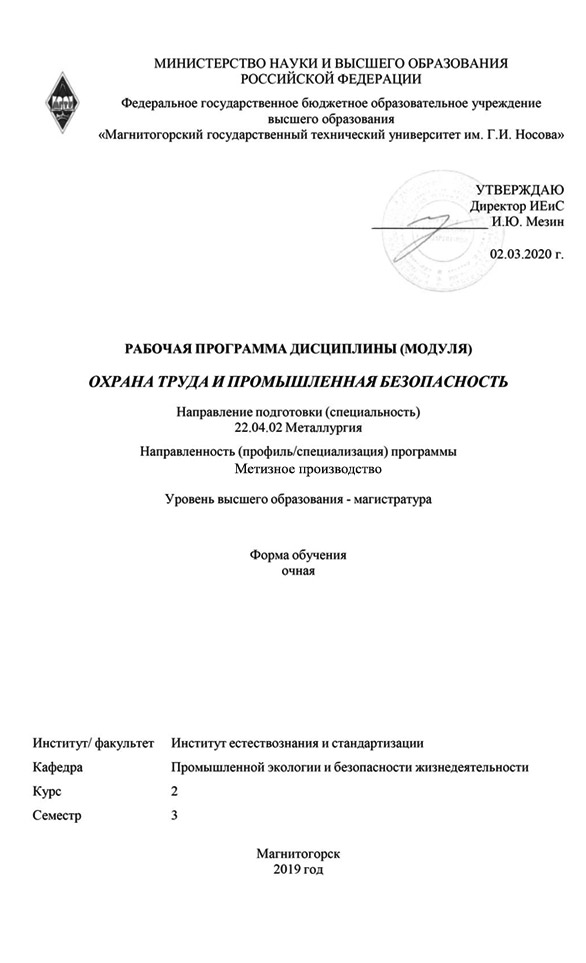 МИНИСТЕРСТВО НАУКИ И ВЫСШЕГО ОБРАЗОВАНИЯ
РОССИЙСКОЙ ФЕДЕРАЦИИ
Федеральное государственное бюджетное образовательное учреждение
высшего образования
«Магнитогорский государственный технический университет им. Г.И. Носова»
УТВЕРЖДАЮ
Директор ИЕиС
И.Ю. Мезин
02.03.2020 г.
РАБОЧАЯ ПРОГРАММА ДИСЦИПЛИНЫ (МОДУЛЯ)
ОХРАНА ТРУДА И ПРОМЫШЛЕННАЯ БЕЗОПАСНОСТЬ
Направление подготовки (специальность)
22.04.02 Металлургия
Направленность (профиль/специализация) программы
Метизное производство
Уровень высшего образования - магистратура
Форма обучения
очная
Институт/ факультет Институт естествознания и стандартизации
Кафедра Промышленной экологии и безопасности жизнедеятельности
Курс 2
Семестр 3
Магнитогорск
2019 год